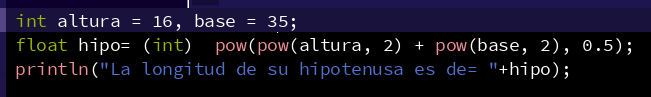 int altura = 16, base = 35;
float hipo= (int)  pow(pow(altura, 2) + pow(base, 2), 0.5);
println("La longitud de su hipotenusa es de= "+hipo);